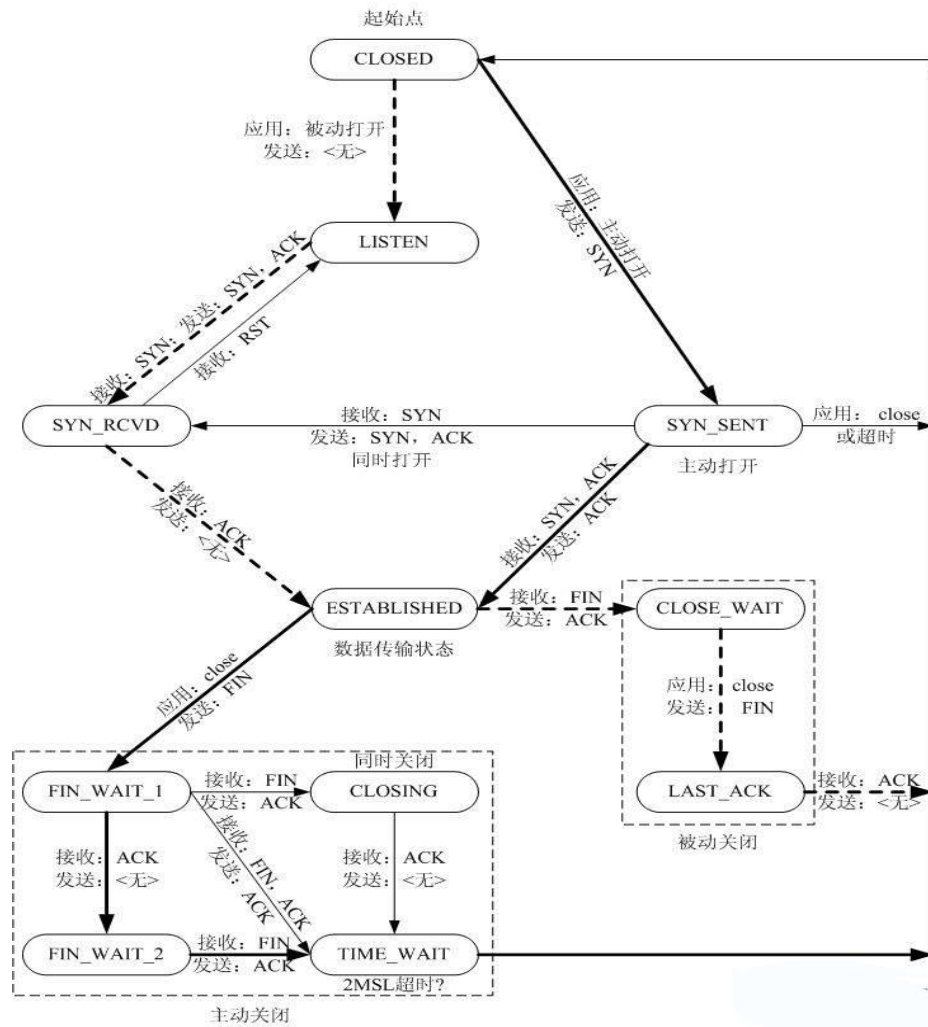 起始点
CLOSED
应用：被动打开
发送：<无>
应用：主动打开
发送：SYN
LISTEN
接收：SYN；发送：SYN，ACK
接收：RST
SYN_RCVD
接收：SYN
发送：SYN，ACK
同时打开
SYN_SENT
主动打开
应用：close
或超时
接收：ACK
发送：<无>
接收：SYN，ACK
发送：ACK
ESTABLISHED
数据传输状态
接收：FIN
发送：ACK
CLOSE_WAIT
应用：close
发送：FIN
应用：close
发送：FIN
LAST_ACK
接收：ACK
发送：<无>
被动关闭
同时关闭
FIN_WAIT_1
接收：FIN
发送：ACK
CLOSING
接收：ACK
发送：<无>
接收：FIN，ACK
发送：ACK
接收：ACK
发送：<无>
FIN_WAIT_2
接收：FIN
发送：ACK
TIME_WAIT
2MSL超时?
主动关闭